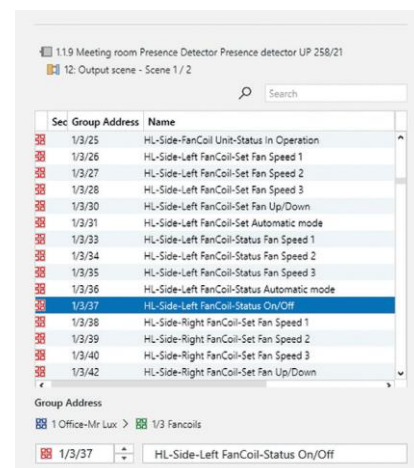 1.1.9 Meeting room Presence Detector Presence detector UP 258/21
12: Output scene - Scene 1 / 2
Search
Sec Group Address Name
1/3/25 HL-Side-FanCoil Unit-Status In Operation
1/3/26 HL-Side-Left FanCoil-Set Fan Speed 1
1/3/27 HL-Side-Left FanCoil-Set Fan Speed 2
1/3/28 HL-Side-Left FanCoil-Set Fan Speed 3
1/3/30 HL-Side-Left FanCoil-Set Fan Up/Down
1/3/31 HL-Side-Left FanCoil-Set Automatic mode
1/3/33 HL-Side-Left FanCoil-Status Fan Speed 1
1/3/34 HL-Side-Left FanCoil-Status Fan Speed 2
1/3/35 HL-Side-Left FanCoil-Status Fan Speed 3
1/3/36 HL-Side-Left FanCoil-Status Automatic mode
1/3/37 HL-Side-Left FanCoil-Status On/Off
1/3/38 HL-Side-Right FanCoil-Set Fan Speed 1
1/3/39 HL-Side-Right FanCoil-Set Fan Speed 2
1/3/40 HL-Side-Right FanCoil-Set Fan Speed 3
1/3/42 HL-Side-Right FanCoil-Set Fan Up/Down
Group Address
1 Office-Mr Lux > 1/3 Fancoils
1/3/37 HL-Side-Left FanCoil-Status On/Off